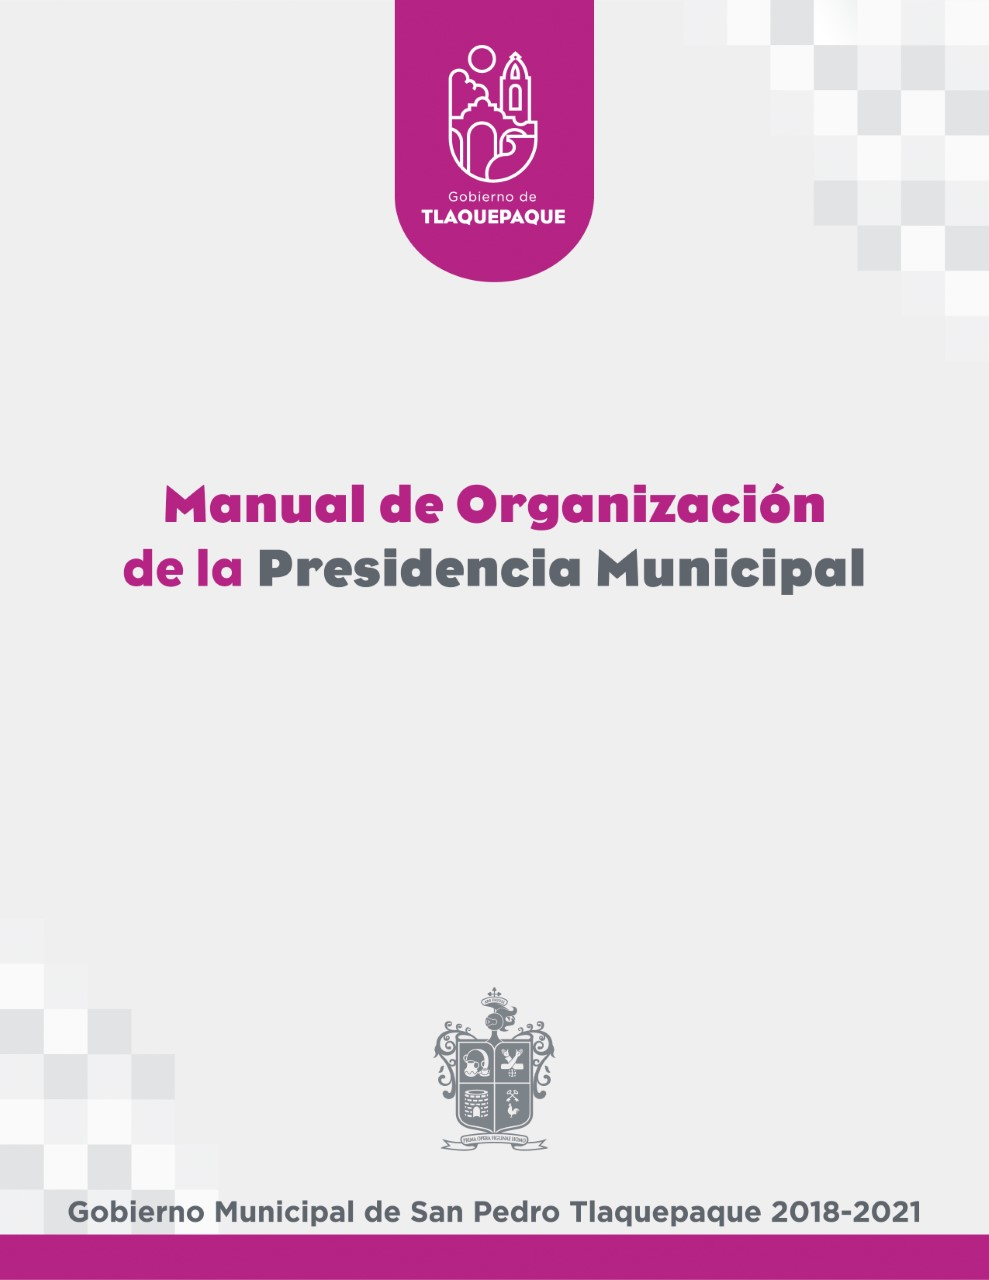 Gobierno de
TLAQUEPAQUE
Manual de Organización
de la Presidencia Municipal
Gobierno Municipal de San Pedro Tlaquepaque 2018-2021